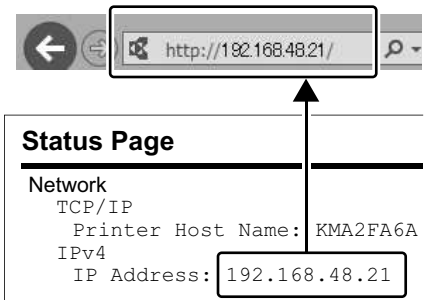 http://192.168.48.21/
Status Page
Network
TCP/IP
Printer Host Name: KMA2FA6A
IPv4
IP Address: 192.168.48.21